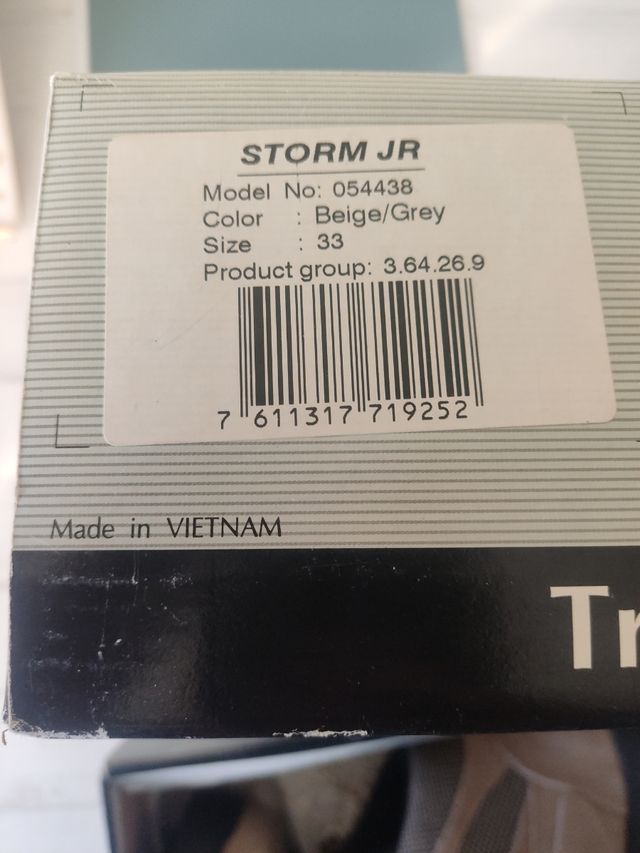 STORM JR
Model No: 054438
Color : Beige/Grey
Size : 33
Product group: 3.64.26.9
7 611317 719252
Made in VIETNAM
Tr